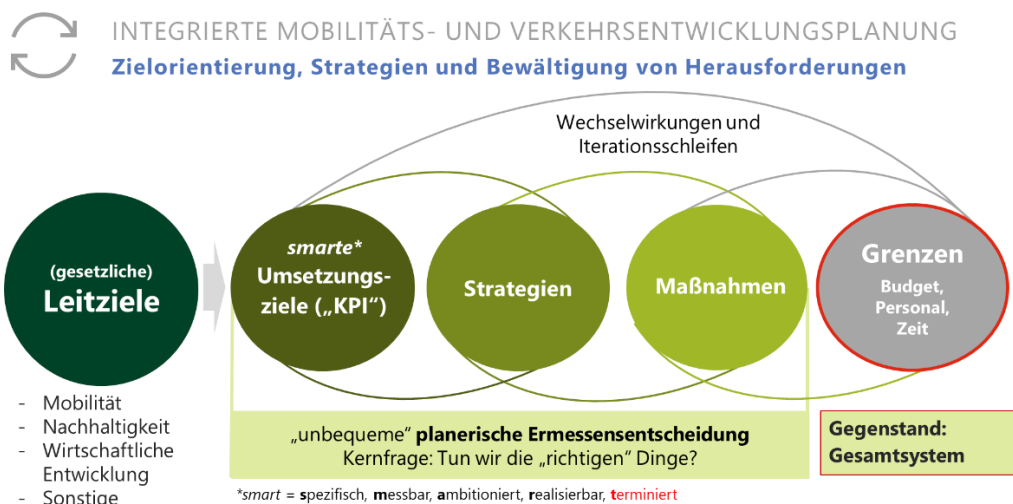 INTEGRIERTE MOBILITÄTS- UND VERKEHRSENTWICKLUNGSPLANUNG
Zielorientierung, Strategien und Bewältigung von Herausforderungen
Wechselwirkungen und
Iterationsschleifen
(gesetzliche)
Leitziele
smarte*
Umsetzungs-
ziele („KPI“)
Strategien
Maßnahmen
Grenzen
Budget,
Personal,
Zeit
- Mobilität
- Nachhaltigkeit
- Wirtschaftliche
Entwicklung
- Sonstige
„unbequeme“ planerische Ermessensentscheidung
Kernfrage: Tun wir die „richtigen“ Dinge?
Gegenstand:
Gesamtsystem
*smart = spezifisch, messbar, ambitioniert, realisierbar, terminiert